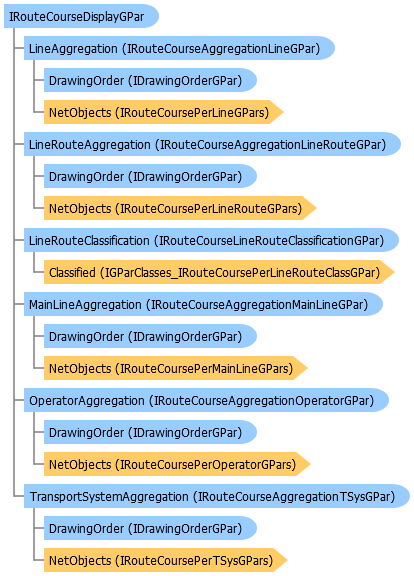 IRouteCourseDisplayGPar
LineAggregation (IRouteCourseAggregationLineGPar)
DrawingOrder (IDrawingOrderGPar)
NetObjects (IRouteCoursePerLineGPars)
LineRouteAggregation (IRouteCourseAggregationLineRouteGPar)
DrawingOrder (IDrawingOrderGPar)
NetObjects (IRouteCoursePerLineRouteGPars)
LineRouteClassification (IRouteCourseLineRouteClassificationGPar)
Classified (IGParClasses_IRouteCoursePerLineRouteClassGPar)
MainLineAggregation (IRouteCourseAggregationMainLineGPar)
DrawingOrder (IDrawingOrderGPar)
NetObjects (IRouteCoursePerMainLineGPars)
OperatorAggregation (IRouteCourseAggregationOperatorGPar)
DrawingOrder (IDrawingOrderGPar)
NetObjects (IRouteCoursePerOperatorGPars)
TransportSystemAggregation (IRouteCourseAggregationTSysGPar)
DrawingOrder (IDrawingOrderGPar)
NetObjects (IRouteCoursePerTSysGPars)